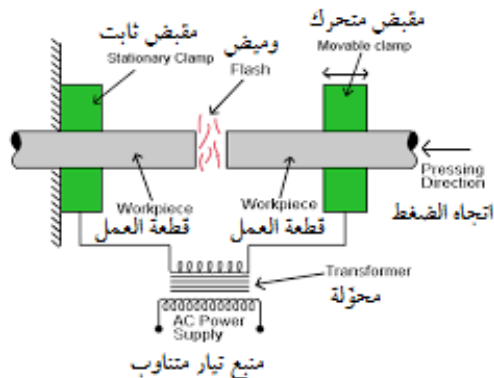 مقبض ثابت
Stationary Clamp
وميض
Flash
مقبض متحرك
Movable clamp
Pressing
Direction
اتجاه الضغط
Workpiece
قطعة العمل
Workpiece
قطعة العمل
Transformer
محوّلة
AC Power
Supply
منبع تيار متناوب